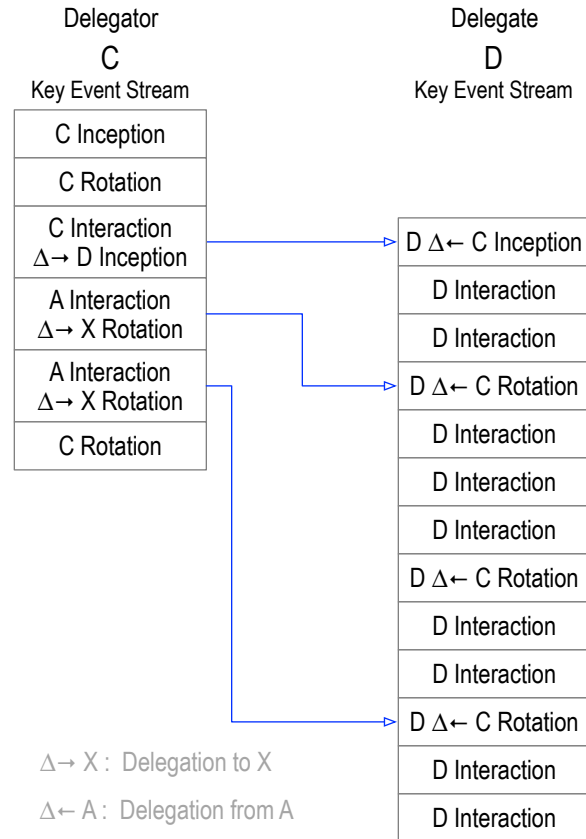 Delegator
C
Key Event Stream
C Inception
C Rotation
C Interaction
Δ→ D Inception
A Interaction
Δ→ X Rotation
A Interaction
Δ→ X Rotation
C Rotation
Delegate
D
Key Event Stream
D Δ← C Inception
D Interaction
D Interaction
D Δ← C Rotation
D Interaction
D Interaction
D Interaction
D Δ← C Rotation
D Interaction
D Interaction
D Δ← C Rotation
D Interaction
D Interaction
Δ→ X : Delegation to X
Δ← A : Delegation from A